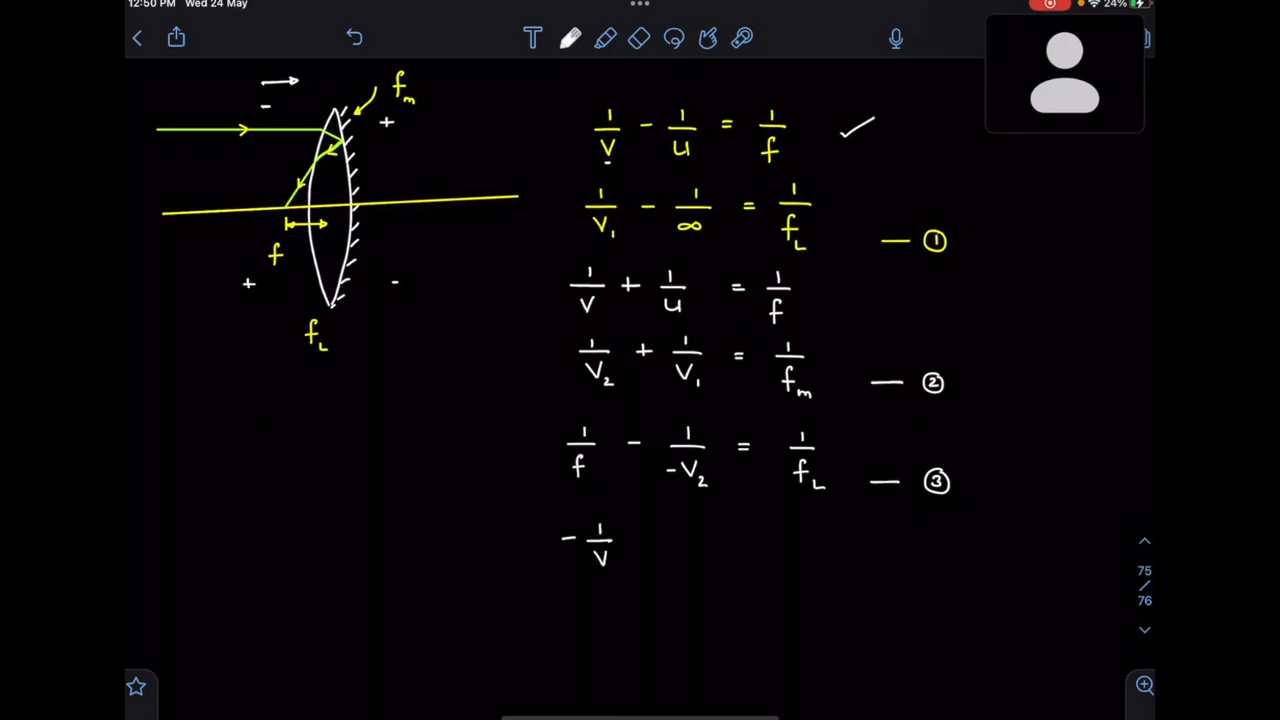 12:50 PM Wed 24 May
24%
T
f_m
- +
1/v - 1/u = 1/f
1/v₁ - 1/∞ = 1/f_L — ①
f
+ -
f_L
1/v + 1/u = 1/f
1/v₂ + 1/v₁ = 1/f_m — ②
1/f - 1/-v₂ = 1/f_L — ③
- 1/v
75
/
76